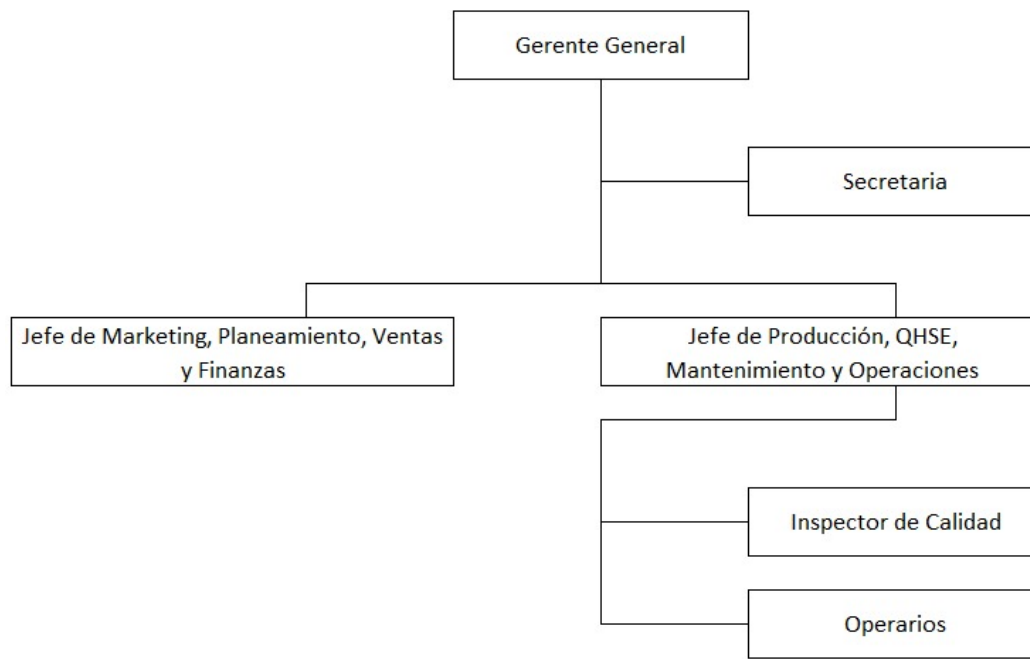 Gerente General
Secretaria
Jefe de Marketing, Planeamiento, Ventas
y Finanzas
Jefe de Producción, QHSE,
Mantenimiento y Operaciones
Inspector de Calidad
Operarios